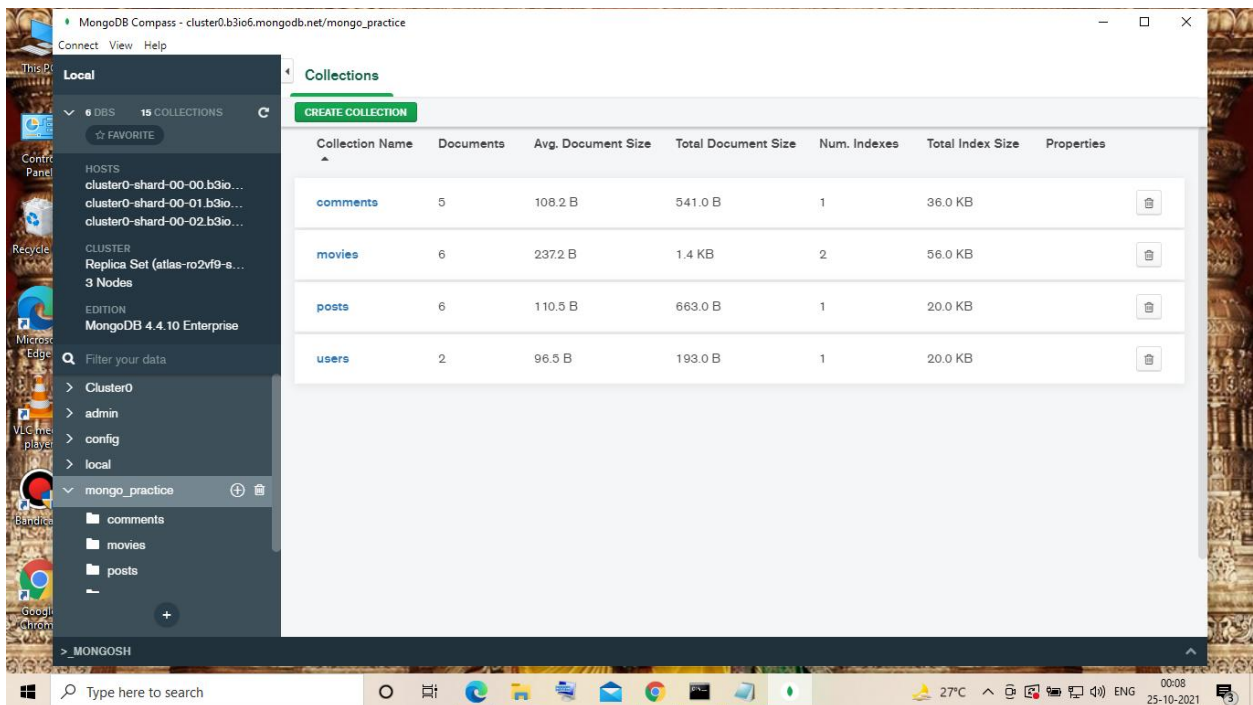 MongoDB Compass - cluster0.b3io6.mongodb.net/mongo_practice
Connect View Help
This P
Local
Collections
6 DBS 15 COLLECTIONS
FAVORITE
CREATE COLLECTION
Collection Name Documents Avg. Document Size Total Document Size Num. Indexes Total Index Size Properties
Contro
Panel
HOSTS
cluster0-shard-00-00.b3io...
cluster0-shard-00-01.b3io...
cluster0-shard-00-02.b3io...
comments 5 108.2 B 541.0 B 1 36.0 KB
Recycle
CLUSTER
Replica Set (atlas-ro2vf9-s...
3 Nodes
movies 6 237.2 B 1.4 KB 2 56.0 KB
EDITION
MongoDB 4.4.10 Enterprise
posts 6 110.5 B 663.0 B 1 20.0 KB
Microso
Edge
Filter your data
users 2 96.5 B 193.0 B 1 20.0 KB
Cluster0
admin
VLC me
player
config
local
mongo_practice
Bandica
comments
movies
posts
Googl
Chrom
>_MONGOSH
Type here to search
27°C ENG
00:08
25-10-2021
3